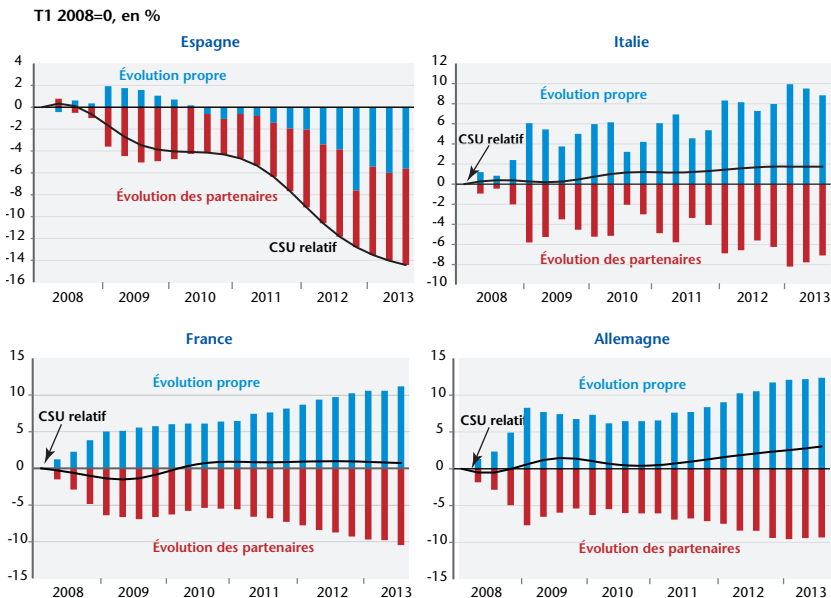 T1 2008=0, en %
Espagne
4
2
0
-2
-4
-6
-8
-10
-12
-14
-16
Évolution propre
Évolution des partenaires
CSU relatif
2008 2009 2010 2011 2012 2013
Italie
12
10
8
6
4
2
0
-2
-4
-6
-8
-10
Évolution propre
CSU relatif
Évolution des partenaires
2008 2009 2010 2011 2012 2013
France
15
10
5
0
-5
-10
-15
Évolution propre
CSU relatif
Évolution des partenaires
2008 2009 2010 2011 2012 2013
Allemagne
15
10
5
0
-5
-10
-15
Évolution propre
CSU relatif
Évolution des partenaires
2008 2009 2010 2011 2012 2013